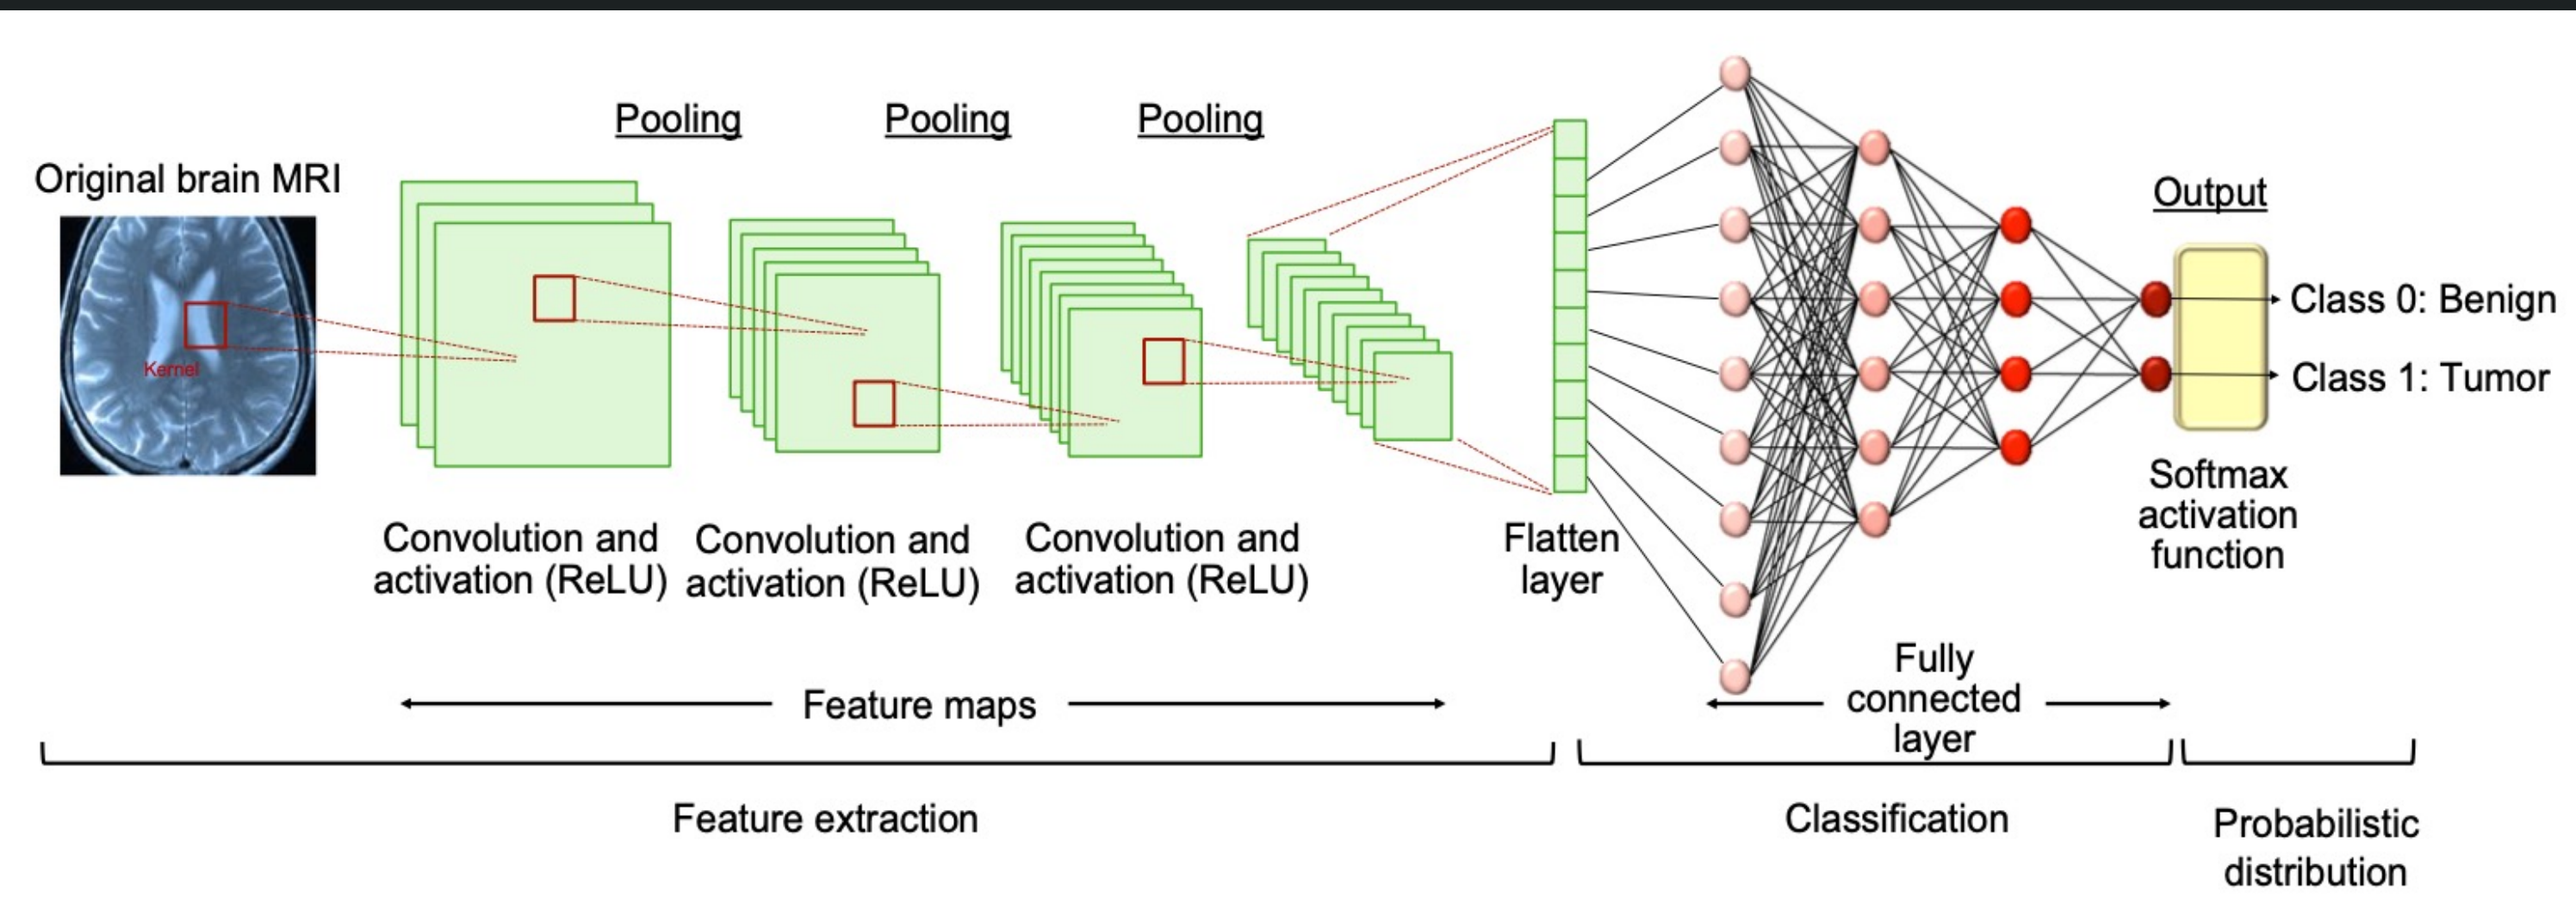 Pooling
Pooling
Pooling
Original brain MRI
Output
Kernel
Class 0: Benign
Class 1: Tumor
Convolution and
activation (ReLU)
Convolution and
activation (ReLU)
Convolution and
activation (ReLU)
Flatten
layer
Softmax
activation
function
Feature maps
Fully
connected
layer
Feature extraction
Classification
Probabilistic
distribution